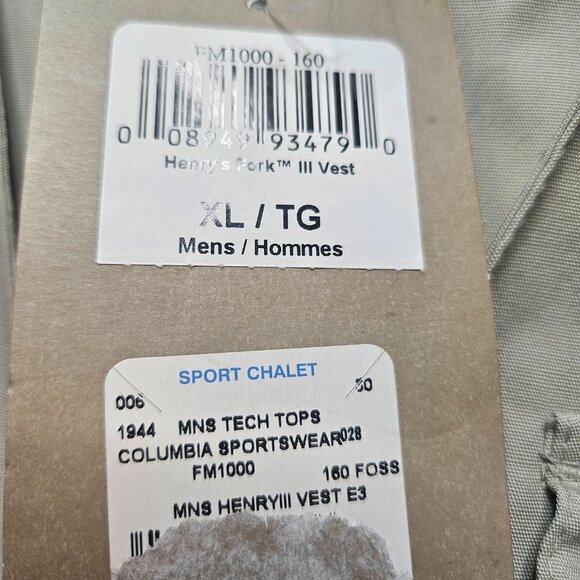 FM1000 - 160
0 08949 93479 0
Henry's Fork™ III Vest
XL / TG
Mens / Hommes
SPORT CHALET
006 50
1944 MNS TECH TOPS
COLUMBIA SPORTSWEAR028
FM1000 160 FOSS
MNS HENRYIII VEST E3